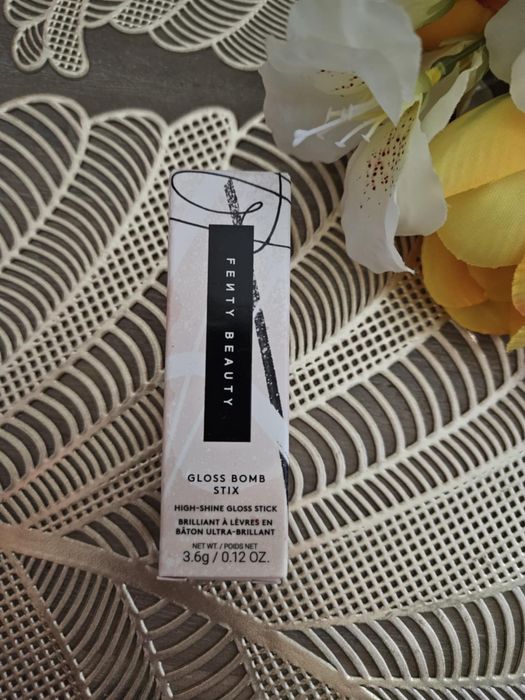 FEИTY BEAUTY
GLOSS BOMB
STIX
HIGH-SHINE GLOSS STICK
BRILLIANT À LÈVRES EN
BÂTON ULTRA-BRILLANT
NET WT. / POIDS NET
3.6g / 0.12 OZ.